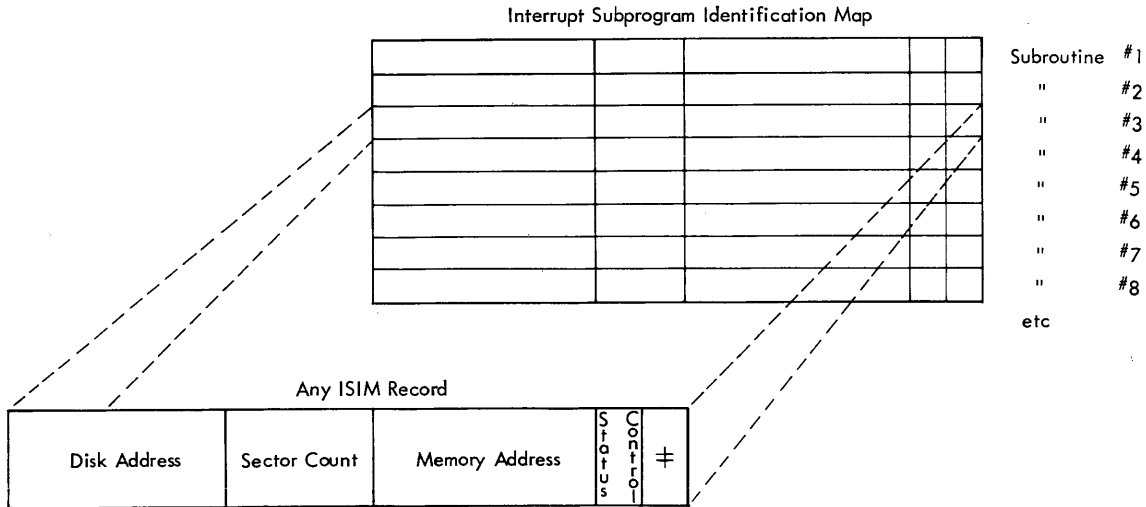 Interrupt Subprogram Identification Map
Subroutine #1
" #2
" #3
" #4
" #5
" #6
" #7
" #8
etc
Any ISIM Record
Disk Address
Sector Count
Memory Address
Status
Control
‡